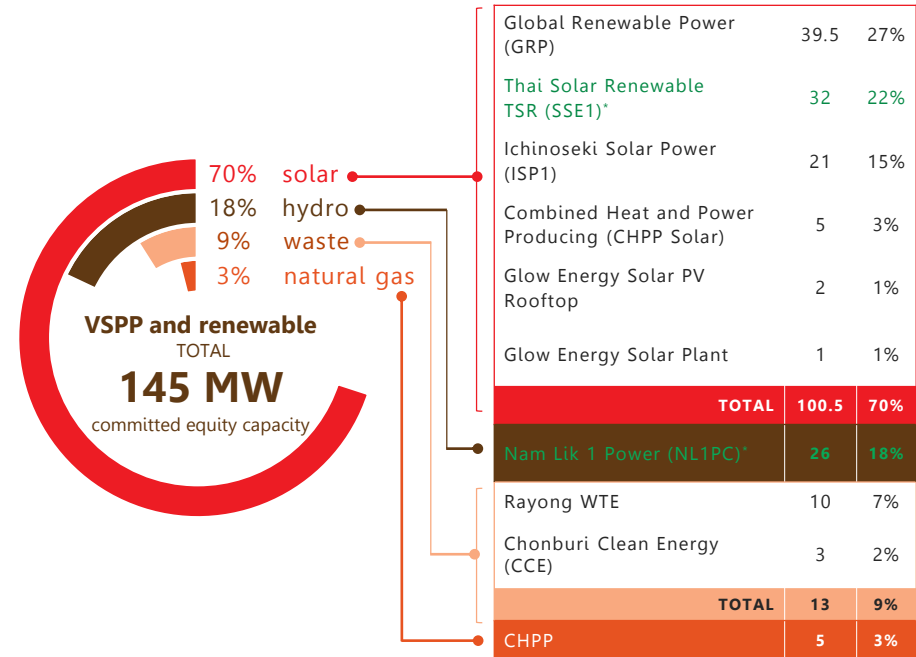 70% solar
18% hydro
9% waste
3% natural gas
VSPP and renewable
TOTAL
145 MW
committed equity capacity
Global Renewable Power
(GRP) 39.5 27%
Thai Solar Renewable
TSR (SSE1)* 32 22%
Ichinoseki Solar Power
(ISP1) 21 15%
Combined Heat and Power
Producing (CHPP Solar) 5 3%
Glow Energy Solar PV
Rooftop 2 1%
Glow Energy Solar Plant 1 1%
TOTAL 100.5 70%
Nam Lik 1 Power (NL1PC)* 26 18%
Rayong WTE 10 7%
Chonburi Clean Energy
(CCE) 3 2%
TOTAL 13 9%
CHPP 5 3%